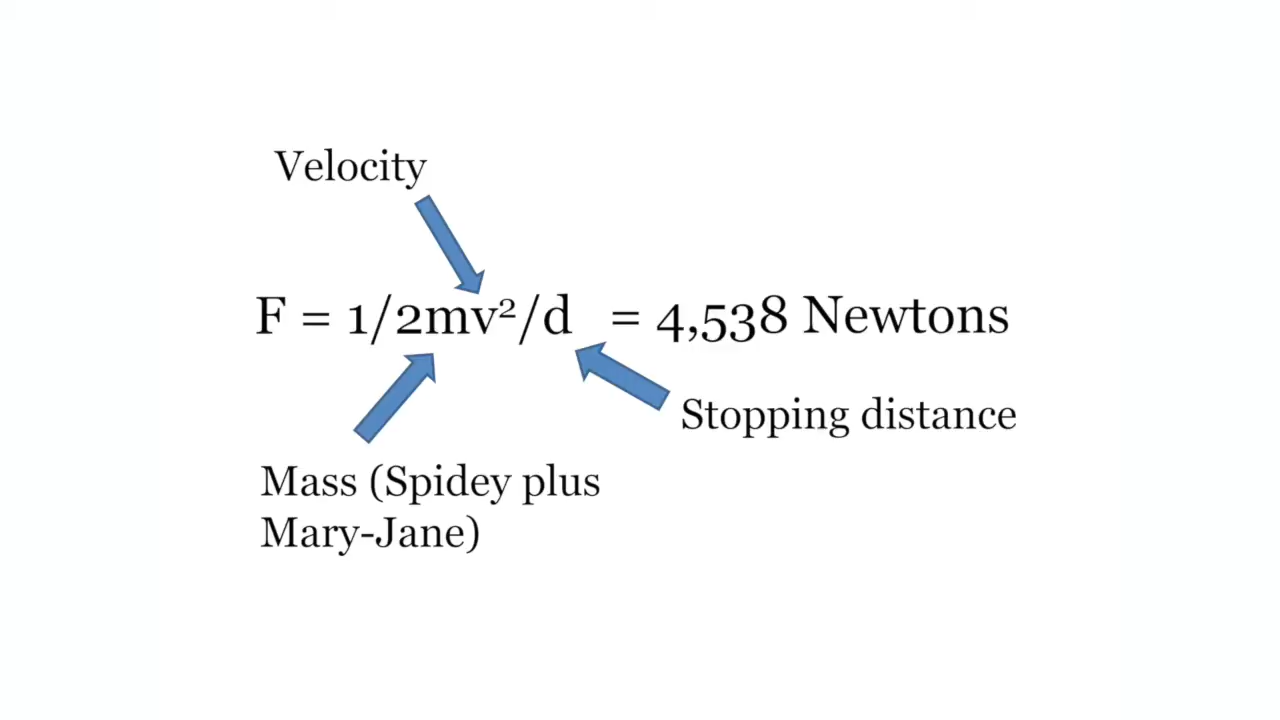 Velocity
F = 1/2mv²/d = 4,538 Newtons
Stopping distance
Mass (Spidey plus
Mary-Jane)